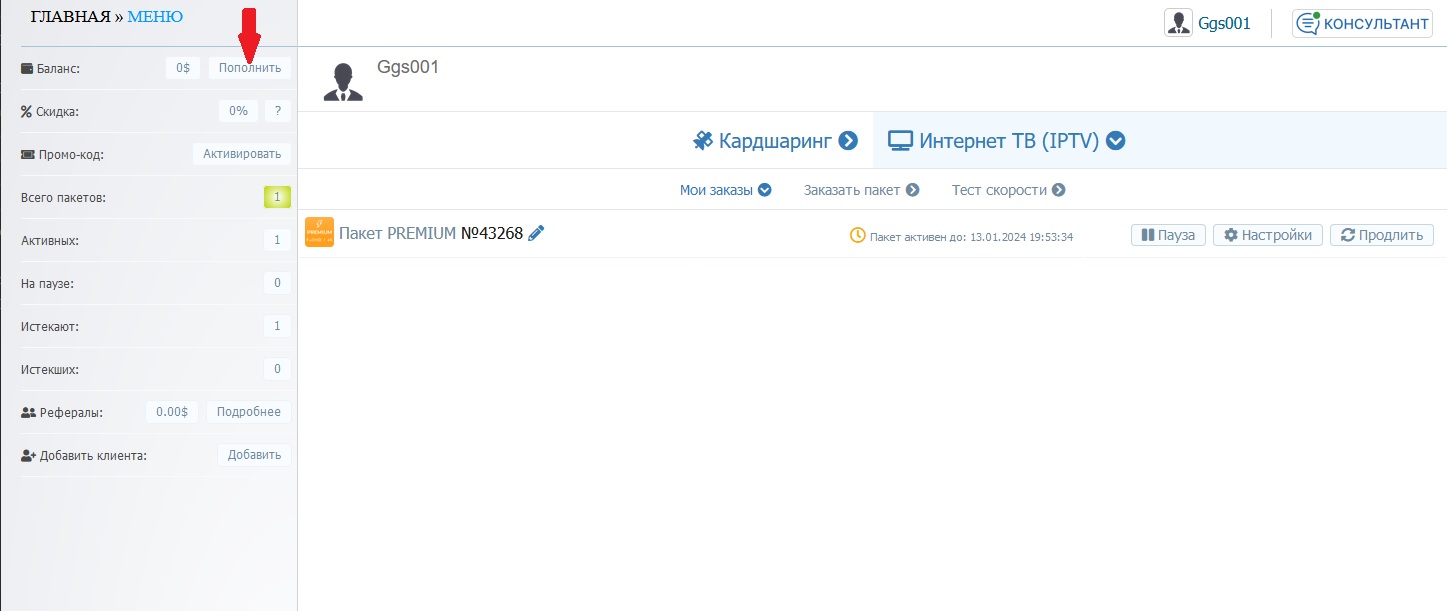 ГЛАВНАЯ » МЕНЮ
Ggs001
КОНСУЛЬТАНТ
Баланс: 0$ Пополнить
Скидка: 0% ?
Промо-код: Активировать
Всего пакетов: 1
Активных: 1
На паузе: 0
Истекают: 1
Истекших: 0
Рефералы: 0.00$ Подробнее
Добавить клиента: Добавить
Ggs001
Кардшаринг Интернет ТВ (IPTV)
Мои заказы Заказать пакет Тест скорости
PREMIUM
Пакет PREMIUM №43268 Пакет активен до: 13.01.2024 19:53:34 Пауза Настройки Продлить